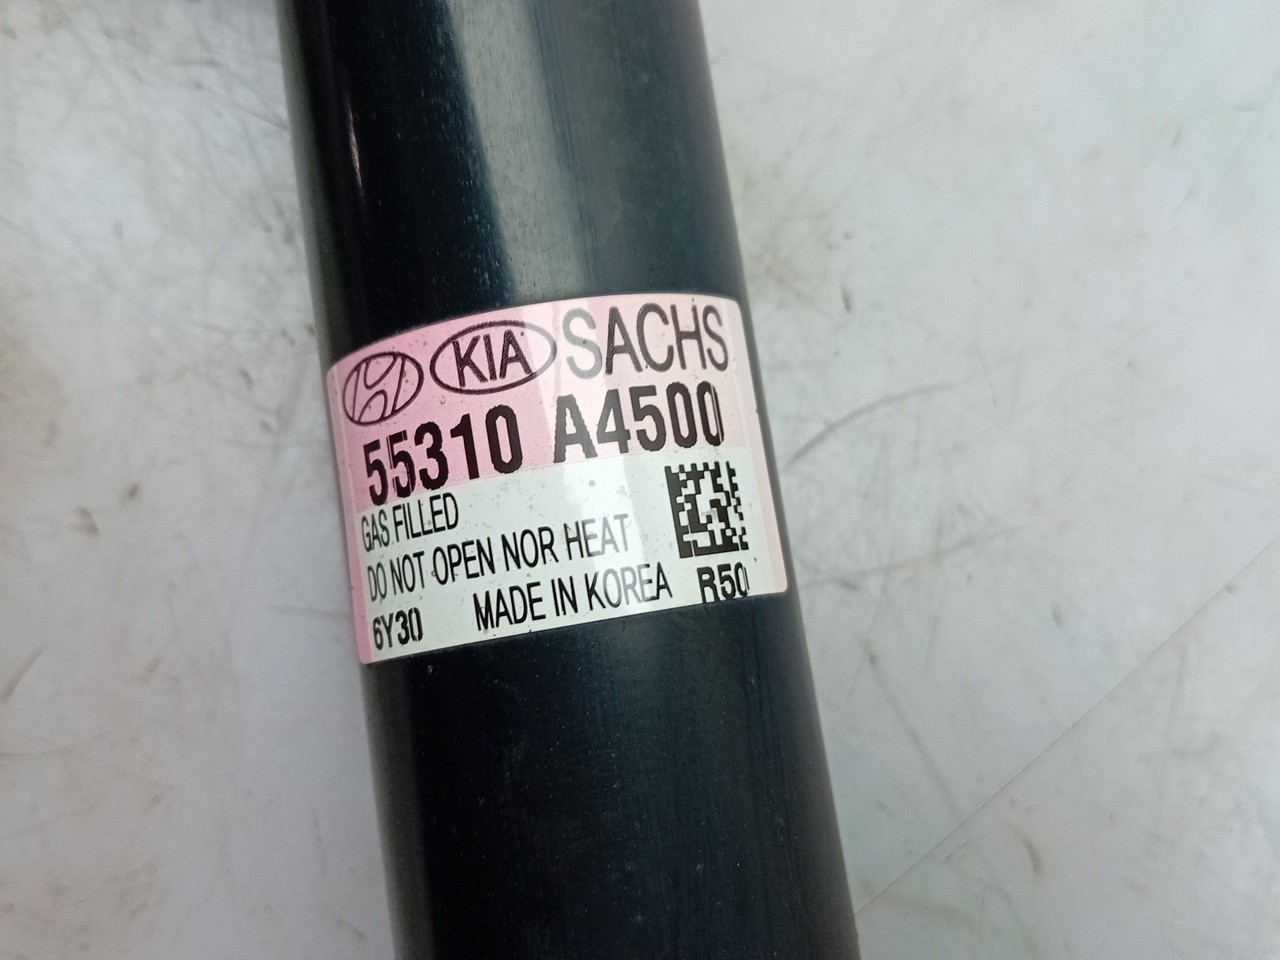 KIA SACHS
55310 A4500
GAS FILLED
DO NOT OPEN NOR HEAT
6Y30 MADE IN KOREA R50